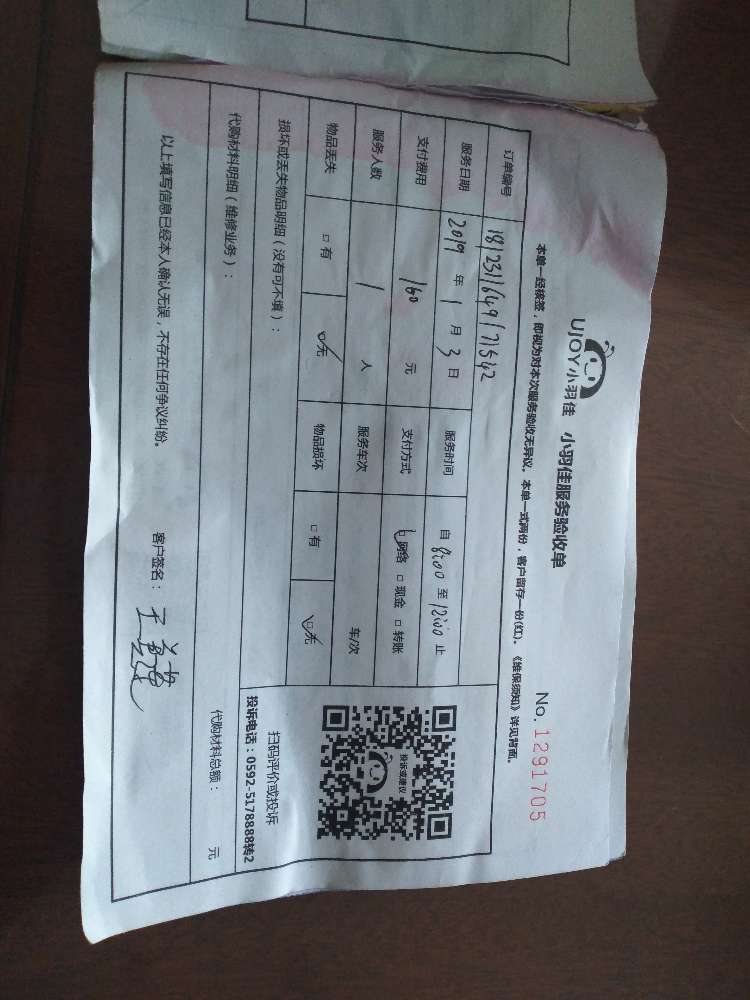 UJOY小羽佳 小羽佳服务验收单 No.1291705
本单一经核签，即视为对本次服务验收无异议。本单一式两份，客户留存一份(红)。《维保须知》详见背面。
订单编号 181231164917542
服务日期 2019 年 1 月 3 日 服务时间 自 8:00 至 12:00 止
支付费用 160 元 支付方式 □网络 □现金 □转账
服务人数 1 人 服务车次 车/次
物品丢失 □有 □无 物品损坏 □有 □无
投诉或建议
扫码评价或投诉
投诉电话：0592-5178888转2
损坏或丢失物品明细（没有可不填）：
代购材料明细（维修业务）： 代购材料总额： 元
以上填写信息已经本人确认无误，不存在任何争议纠纷。 客户签名：